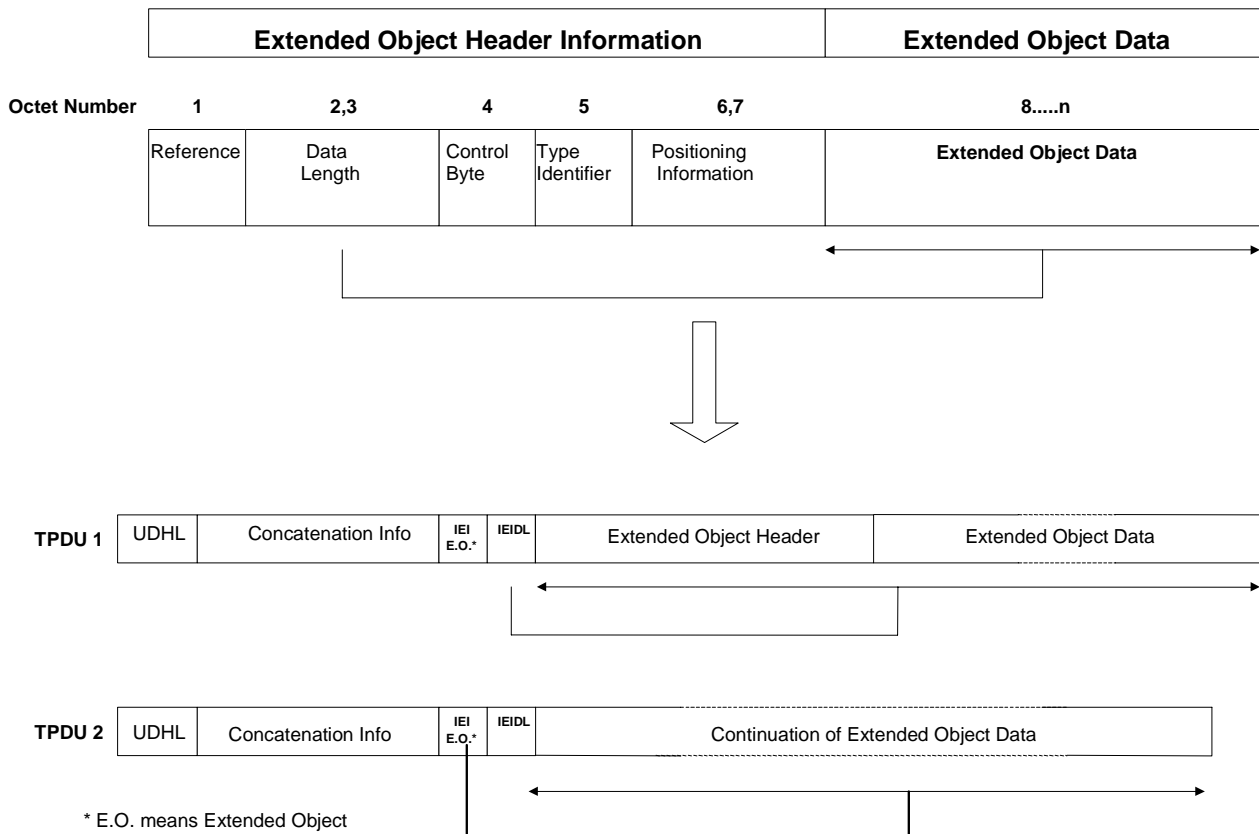 Extended Object Header Information Extended Object Data
Octet Number 1 2,3 4 5 6,7 8.....n
Reference Data Length Control Byte Type Identifier Positioning Information Extended Object Data
TPDU 1 UDHL Concatenation Info IEI E.O.* IEIDL Extended Object Header Extended Object Data
TPDU 2 UDHL Concatenation Info IEI E.O.* IEIDL Continuation of Extended Object Data
* E.O. means Extended Object